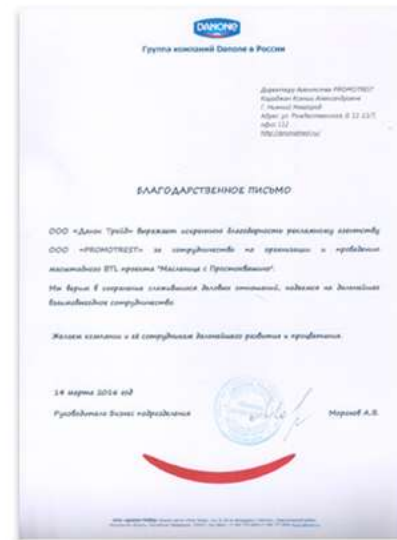 DANONE
Группа компаний Danone в России
Директору Агентства PROMOTREST
Г. Нижний Новгород
http://promotrest.ru/
БЛАГОДАРСТВЕННОЕ ПИСЬМО
ООО «Данон Трейд» выражает искреннюю благодарность рекламному агентству
ООО «PROMOTREST» за сотрудничество по организации и проведению
масштабного BTL проекта "Масленица с Простоквашино".
Мы верим в сохранение сложившихся деловых отношений, надеемся на дальнейшее
взаимовыгодное сотрудничество.
Желаем компании и её сотрудникам дальнейшего развития и процветания.
14 марта 2016 год
Руководитель бизнес подразделения
А.В.